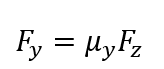 F_y = μ_y F_z